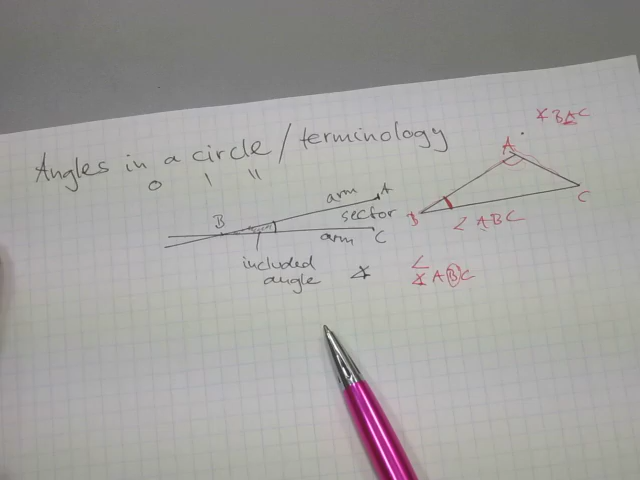 Angles in a circle / terminology
° ' "
∡ BAC
A
B
C
∠ ABC
arm A
B
sector
arm C
included
angle
∡
∠
∡ ABC